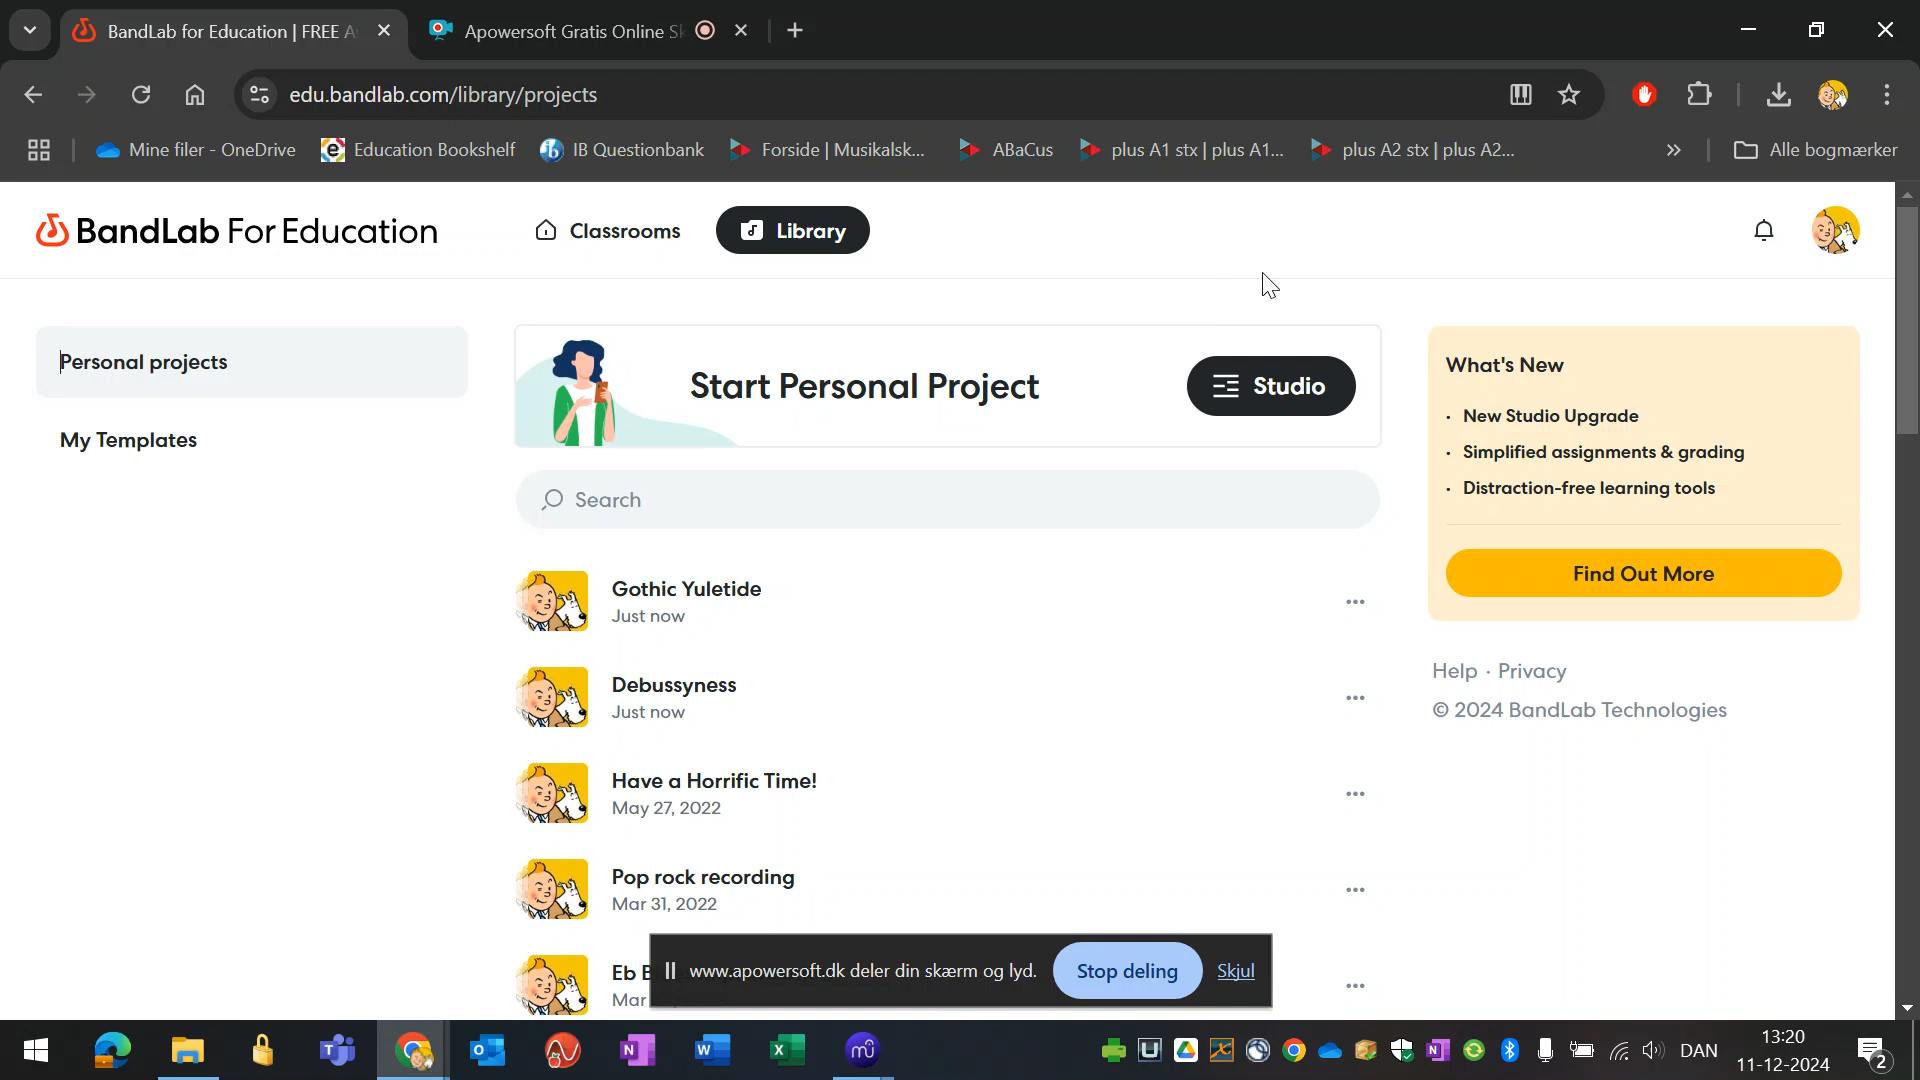 BandLab for Education | FREE A
Apowersoft Gratis Online S
edu.bandlab.com/library/projects
Mine filer - OneDrive
Education Bookshelf
IB Questionbank
Forside | Musikalsk...
ABaCus
plus A1 stx | plus A1...
plus A2 stx | plus A2...
Alle bogmærker
BandLab For Education
Classrooms
Library
Personal projects
My Templates
Start Personal Project
Studio
Search
Gothic Yuletide
Just now
Debussyness
Just now
Have a Horrific Time!
May 27, 2022
Pop rock recording
Mar 31, 2022
Eb
Mar
What's New
· New Studio Upgrade
· Simplified assignments & grading
· Distraction-free learning tools
Find Out More
Help · Privacy
© 2024 BandLab Technologies
www.apowersoft.dk deler din skærm og lyd.
Stop deling
Skjul
DAN
13:20
11-12-2024
2